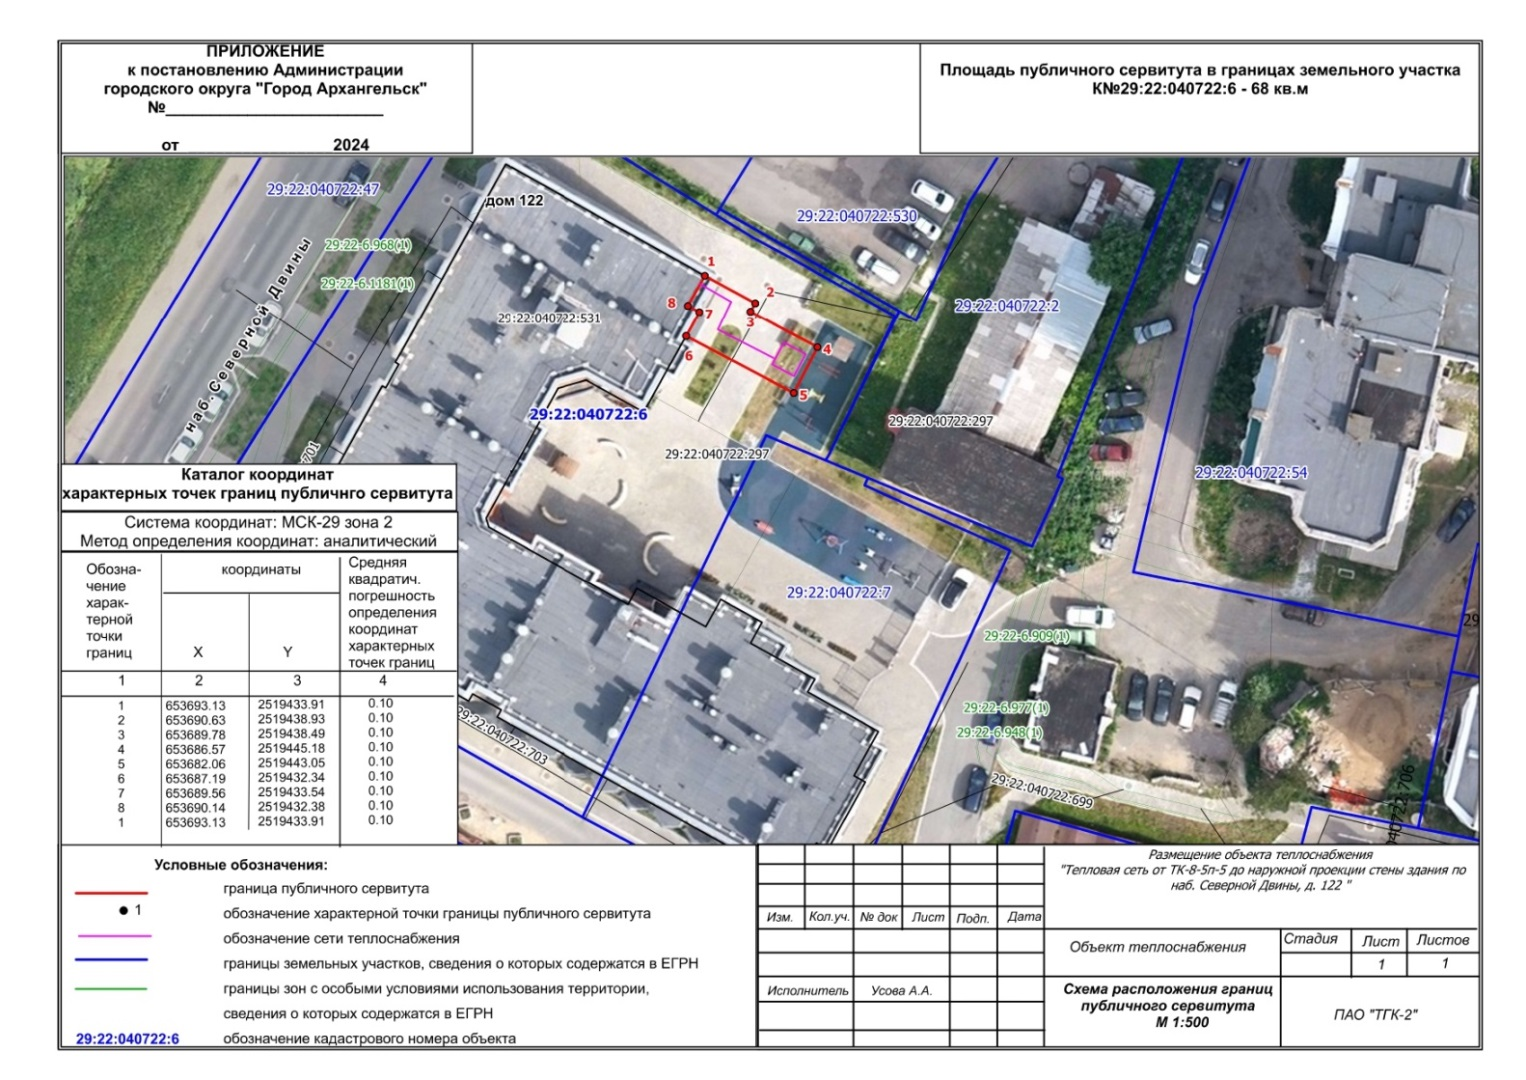 ПРИЛОЖЕНИЕ
к постановлению Администрации
городского округа "Город Архангельск"
№
от 2024
Площадь публичного сервитута в границах земельного участка
К№29:22:040722:6 - 68 кв.м
29:22:040722:47
дом 122
29:22:040722:530
29:22-6.968(1)
29:22-6.1181(1)
наб.Северной Двины
1
2
3
4
5
6
7
8
29:22:040722:531
29:22:040722:2
29:22:040722:6
29:22:040722:297
29:22:040722:297
29:22:040722:54
29:22:040722:7
29:22-6.909(1)
29:22-6.977(1)
29:22-6.948(1)
29:22:040722:703
29:22:040722:699
040722:706
:701
29
Каталог координат
характерных точек границ публичнго сервитута
Система координат: МСК-29 зона 2
Метод определения координат: аналитический
Обозна-
чение
харак-
терной
точки
границ
координаты
X Y
Средняя
квадратич.
погрешность
определения
координат
характерных
точек границ
1 2 3 4
1 653693.13 2519433.91 0.10
2 653690.63 2519438.93 0.10
3 653689.78 2519438.49 0.10
4 653686.57 2519445.18 0.10
5 653682.06 2519443.05 0.10
6 653687.19 2519432.34 0.10
7 653689.56 2519433.54 0.10
8 653690.14 2519432.38 0.10
1 653693.13 2519433.91 0.10
Условные обозначения:
граница публичного сервитута
1 обозначение характерной точки границы публичного сервитута
обозначение сети теплоснабжения
границы земельных участков, сведения о которых содержатся в ЕГРН
границы зон с особыми условиями использования территории,
сведения о которых содержатся в ЕГРН
29:22:040722:6 обозначение кадастрового номера объекта
Изм. Кол.уч. № док Лист Подп. Дата
Исполнитель Усова А.А.
Размещение объекта теплоснабжения
"Тепловая сеть от ТК-8-5п-5 до наружной проекции стены здания по
наб. Северной Двины, д. 122 "
Объект теплоснабжения
Стадия Лист Листов
1 1
Схема расположения границ
публичного сервитута
М 1:500
ПАО "ТГК-2"